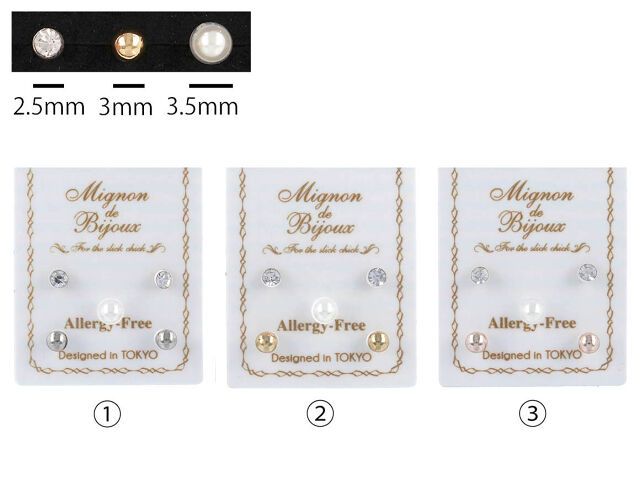 2.5mm 3mm 3.5mm
Mignon
de
Bijoux
For the slick chick
Allergy-Free
Designed in TOKYO
①
Mignon
de
Bijoux
For the slick chick
Allergy-Free
Designed in TOKYO
②
Mignon
de
Bijoux
For the slick chick
Allergy-Free
Designed in TOKYO
③